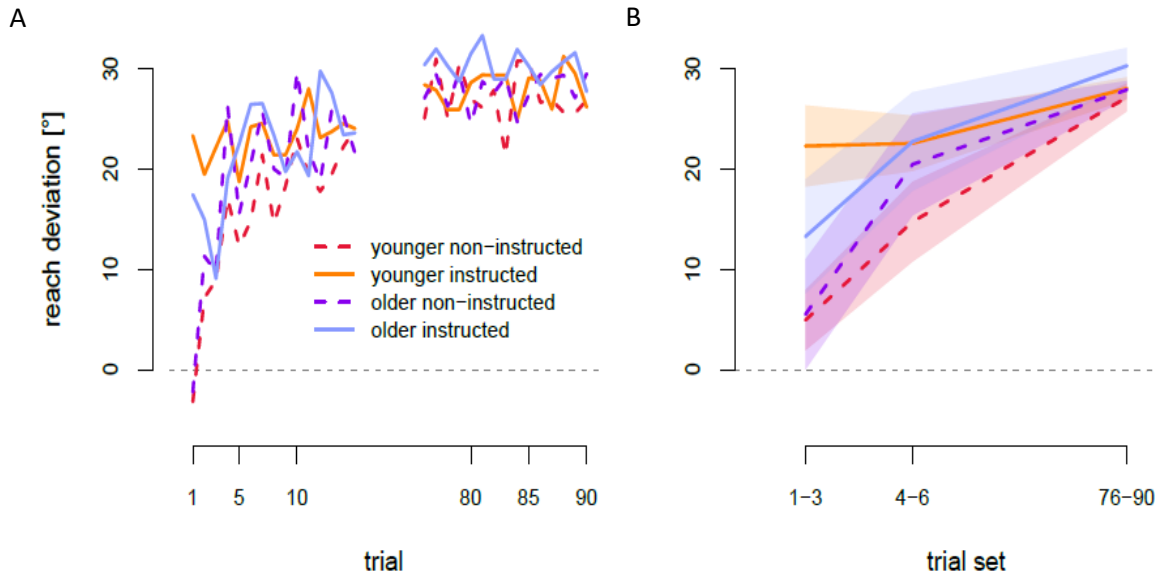 A
reach deviation [°]
30
20
10
0
younger non-instructed
younger instructed
older non-instructed
older instructed
1 5 10 80 85 90
trial
B
30
20
10
0
1-3 4-6 76-90
trial set